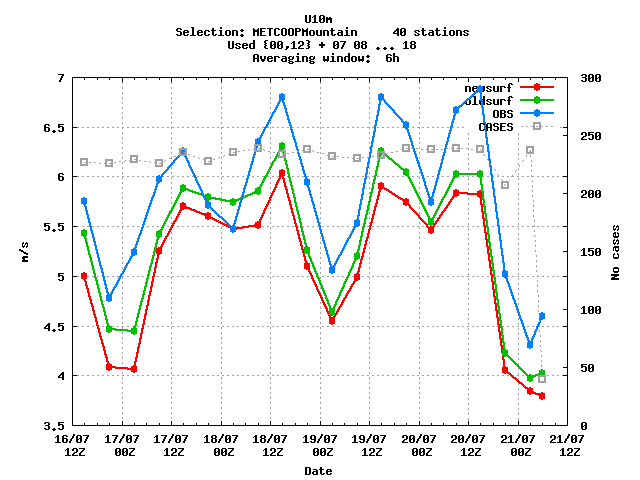 U10m
Selection: METCOOPMountain 40 stations
Used {00,12} + 07 08 ... 18
Averaging window: 6h
newsurf
oldsurf
OBS
CASES
7
6.5
6
5.5
5
4.5
4
3.5
m/s
300
250
200
150
100
50
0
No cases
16/07 17/07 17/07 18/07 18/07 19/07 19/07 20/07 20/07 21/07 21/07
12Z 00Z 12Z 00Z 12Z 00Z 12Z 00Z 12Z 00Z 12Z
Date